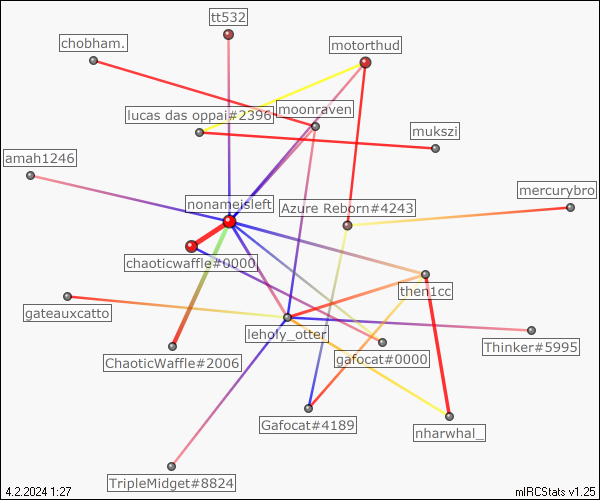 tt532
chobham.
motorthud
moonraven
lucas das oppai#2396
mukszi
amah1246
mercurybro
nonameisleft
Azure Reborn#4243
chaoticwaffle#0000
then1cc
gateauxcatto
leholy_otter
Thinker#5995
ChaoticWaffle#2006
gafocat#0000
Gafocat#4189
nharwhal_
TripleMidget#8824
4.2.2024 1:27
mIRCStats v1.25